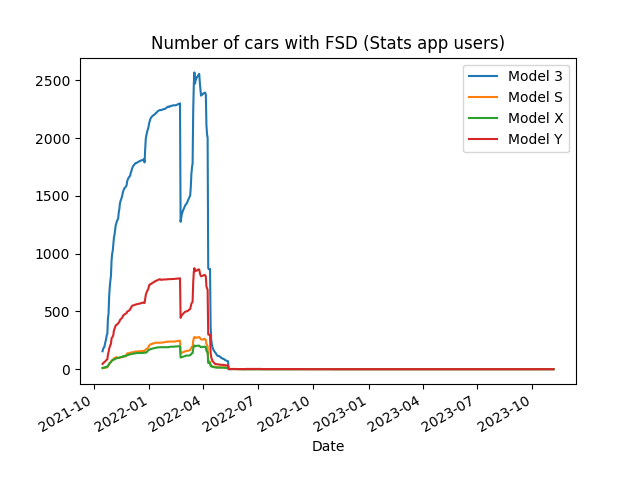 Number of cars with FSD (Stats app users)
Model 3
Model S
Model X
Model Y
2500
2000
1500
1000
500
0
2021-10
2022-01
2022-04
2022-07
2022-10
2023-01
2023-04
2023-07
2023-10
Date